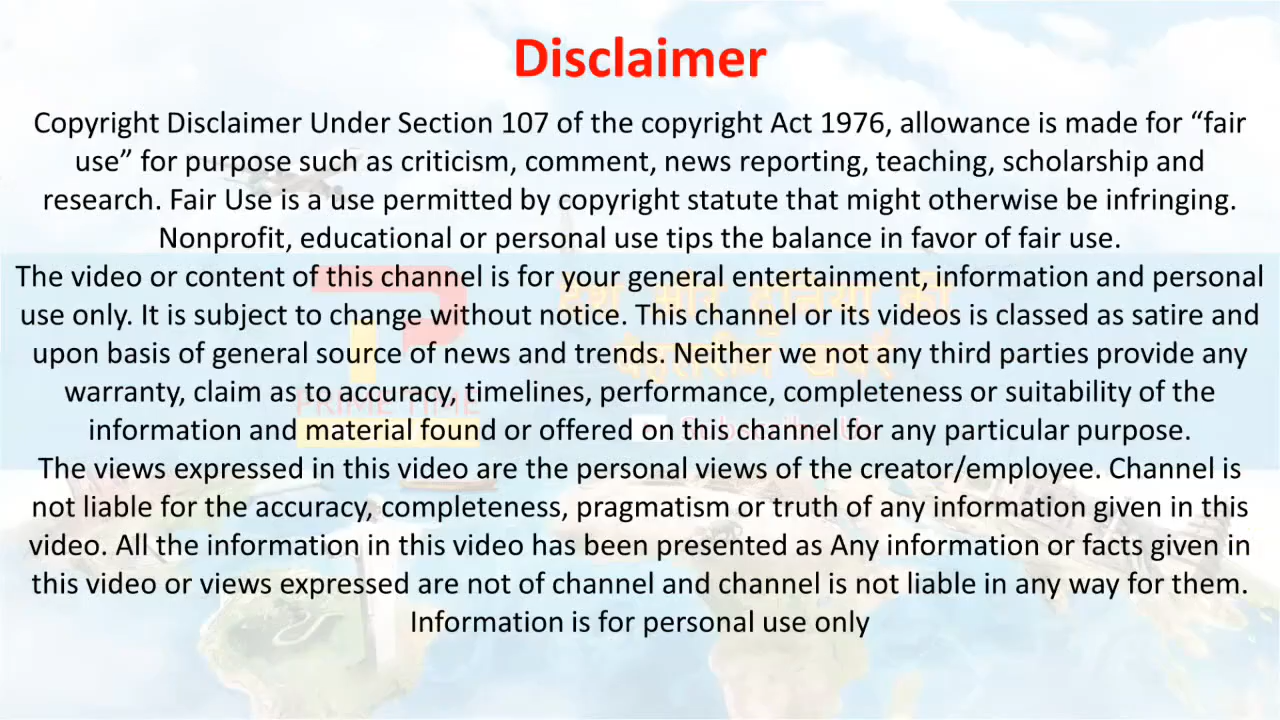 Disclaimer
Copyright Disclaimer Under Section 107 of the copyright Act 1976, allowance is made for “fair
use” for purpose such as criticism, comment, news reporting, teaching, scholarship and
research. Fair Use is a use permitted by copyright statute that might otherwise be infringing.
Nonprofit, educational or personal use tips the balance in favor of fair use.
The video or content of this channel is for your general entertainment, information and personal
use only. It is subject to change without notice. This channel or its videos is classed as satire and
upon basis of general source of news and trends. Neither we not any third parties provide any
warranty, claim as to accuracy, timelines, performance, completeness or suitability of the
information and material found or offered on this channel for any particular purpose.
The views expressed in this video are the personal views of the creator/employee. Channel is
not liable for the accuracy, completeness, pragmatism or truth of any information given in this
video. All the information in this video has been presented as Any information or facts given in
this video or views expressed are not of channel and channel is not liable in any way for them.
Information is for personal use only
देश और दुनिया की
बेहतरीन खबरें
PRIME TIME